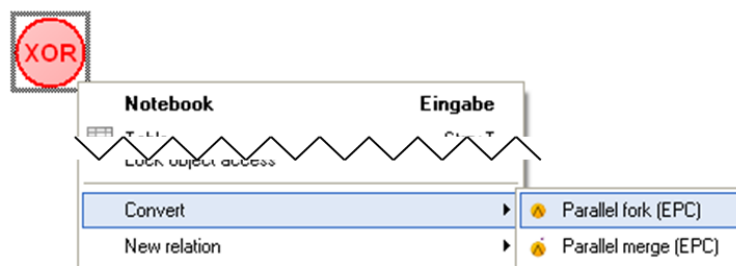 XOR
Notebook Eingabe
Lock object access
Convert Parallel fork (EPC)
New relation Parallel merge (EPC)